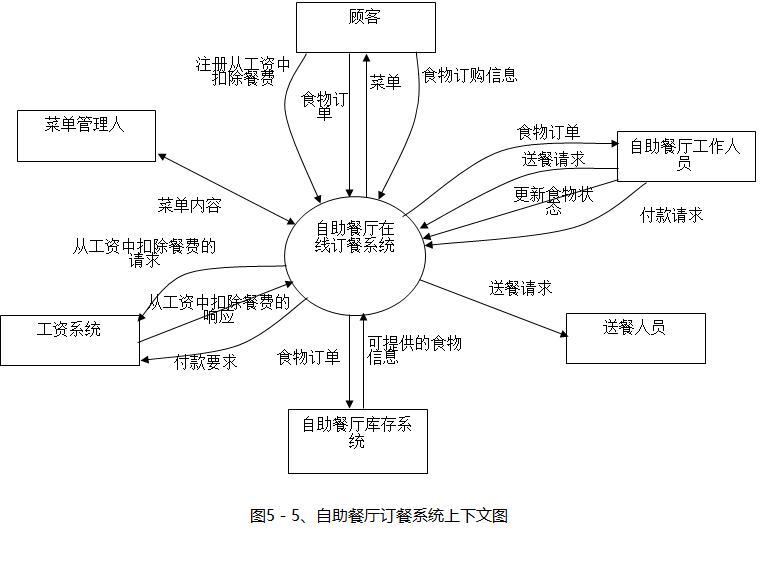 顾客
注册从工资中
扣除餐费
食物订
单
菜单
食物订购信息
菜单管理人
食物订单
自助餐厅工作人
员
送餐请求
更新食物状
态
付款请求
菜单内容
自助餐厅在
线订餐系统
从工资中扣除餐费的
请求
从工资中扣除餐费的
响应
送餐请求
工资系统
付款要求
送餐人员
食物订单
可提供的食物
信息
自助餐厅库存系
统
图5－5、自助餐厅订餐系统上下文图